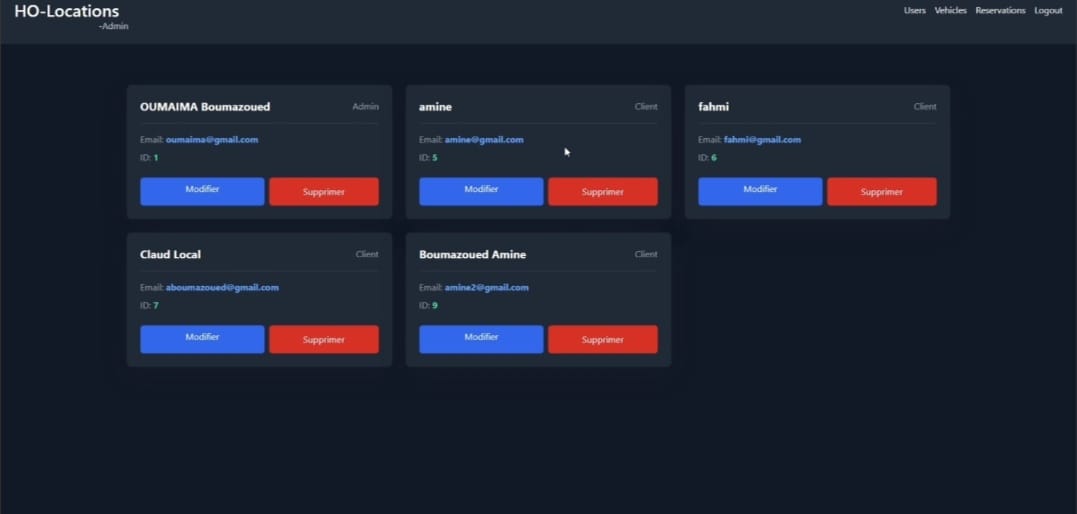 HO-Locations
-Admin
Users Vehicles Reservations Logout
OUMAIMA Boumazoued Admin
Email: oumaima@gmail.com
ID: 1
Modifier Supprimer
amine Client
Email: amine@gmail.com
ID: 5
Modifier Supprimer
fahmi Client
Email: fahmi@gmail.com
ID: 6
Modifier Supprimer
Claud Local Client
Email: aboumazoued@gmail.com
ID: 7
Modifier Supprimer
Boumazoued Amine Client
Email: amine2@gmail.com
ID: 9
Modifier Supprimer